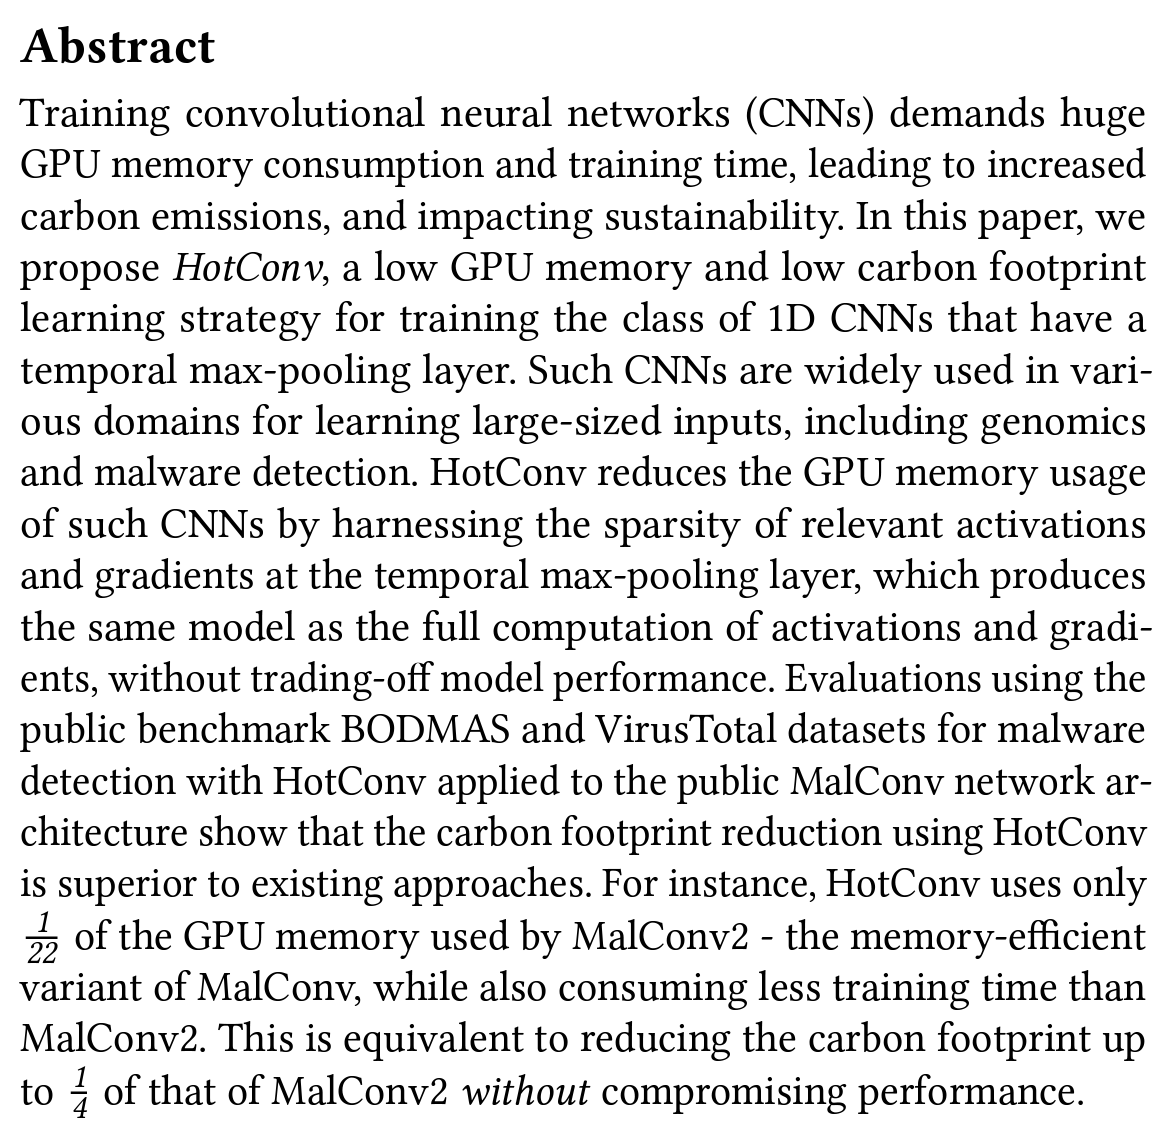 Abstract
Training convolutional neural networks (CNNs) demands huge
GPU memory consumption and training time, leading to increased
carbon emissions, and impacting sustainability. In this paper, we
propose HotConv, a low GPU memory and low carbon footprint
learning strategy for training the class of 1D CNNs that have a
temporal max-pooling layer. Such CNNs are widely used in vari-
ous domains for learning large-sized inputs, including genomics
and malware detection. HotConv reduces the GPU memory usage
of such CNNs by harnessing the sparsity of relevant activations
and gradients at the temporal max-pooling layer, which produces
the same model as the full computation of activations and gradi-
ents, without trading-off model performance. Evaluations using the
public benchmark BODMAS and VirusTotal datasets for malware
detection with HotConv applied to the public MalConv network ar-
chitecture show that the carbon footprint reduction using HotConv
is superior to existing approaches. For instance, HotConv uses only
1/22 of the GPU memory used by MalConv2 - the memory-efficient
variant of MalConv, while also consuming less training time than
MalConv2. This is equivalent to reducing the carbon footprint up
to 1/4 of that of MalConv2 without compromising performance.